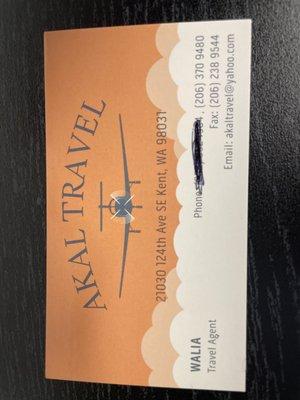 AKAL TRAVEL
21030 124th Ave SE Kent, WA 98031
WALIA
Travel Agent
Phone: , (206) 370 9480
Fax: (206) 238 9544
Email: akaltravel@yahoo.com